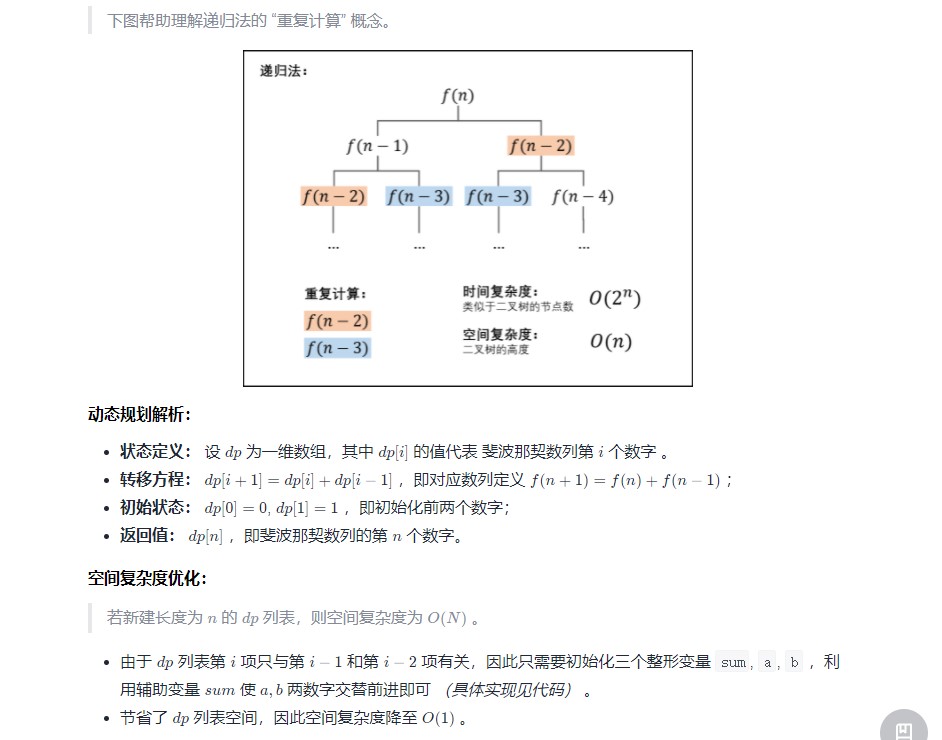 下图帮助理解递归法的 “重复计算” 概念。
递归法：
f(n)
f(n − 1) f(n − 2)
f(n − 2) f(n − 3) f(n − 3) f(n − 4)
... ... ... ...
重复计算：
f(n − 2)
f(n − 3)
时间复杂度：
类似于二叉树的节点数
O(2ⁿ)
空间复杂度：
二叉树的高度
O(n)
动态规划解析：
• 状态定义： 设 dp 为一维数组，其中 dp[i] 的值代表 斐波那契数列第 i 个数字 。
• 转移方程： dp[i + 1] = dp[i] + dp[i − 1] ，即对应数列定义 f(n + 1) = f(n) + f(n − 1) ；
• 初始状态： dp[0] = 0, dp[1] = 1 ，即初始化前两个数字；
• 返回值： dp[n] ，即斐波那契数列的第 n 个数字。
空间复杂度优化：
若新建长度为 n 的 dp 列表，则空间复杂度为 O(N) 。
• 由于 dp 列表第 i 项只与第 i − 1 和第 i − 2 项有关，因此只需要初始化三个整形变量 sum, a, b ，利
用辅助变量 sum 使 a, b 两数字交替前进即可 （具体实现见代码） 。
• 节省了 dp 列表空间，因此空间复杂度降至 O(1) 。